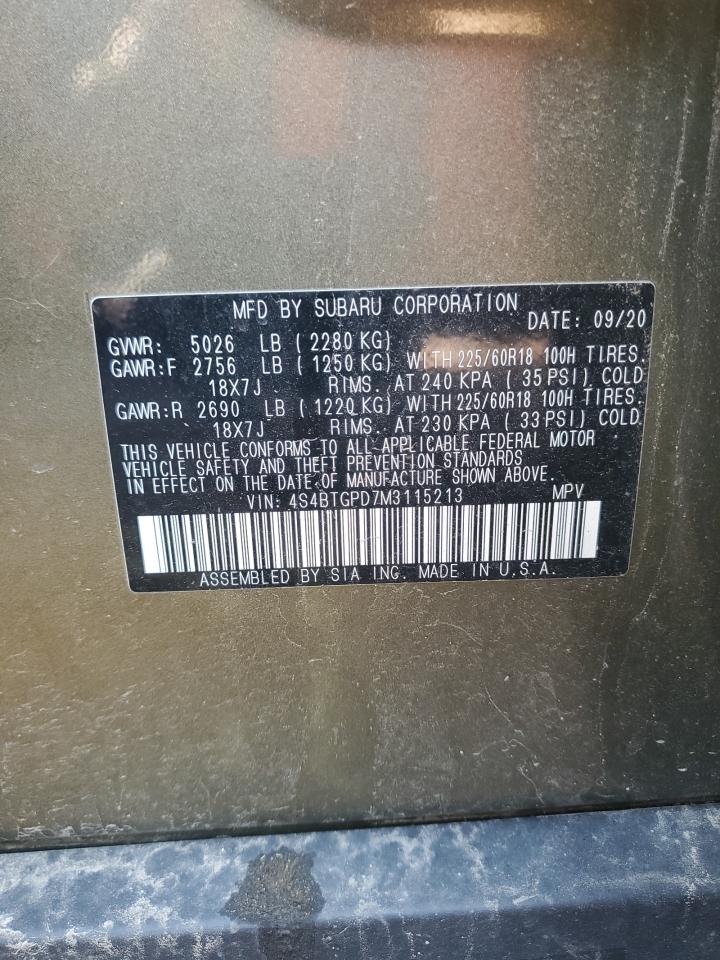 MFD BY SUBARU CORPORATION
DATE: 09/20
GVWR: 5026 LB ( 2280 KG)
GAWR:F 2756 LB ( 1250 KG) WITH 225/60R18 100H TIRES.
18X7J RIMS. AT 240 KPA ( 35 PSI) COLD
GAWR:R 2690 LB ( 1220 KG) WITH 225/60R18 100H TIRES.
18X7J RIMS. AT 230 KPA ( 33 PSI) COLD
THIS VEHICLE CONFORMS TO ALL APPLICABLE FEDERAL MOTOR
VEHICLE SAFETY AND THEFT PREVENTION STANDARDS
IN EFFECT ON THE DATE OF MANUFACTURE SHOWN ABOVE.
VIN: 4S4BTGPD7M3115213 MPV
ASSEMBLED BY SIA INC. MADE IN U.S.A.